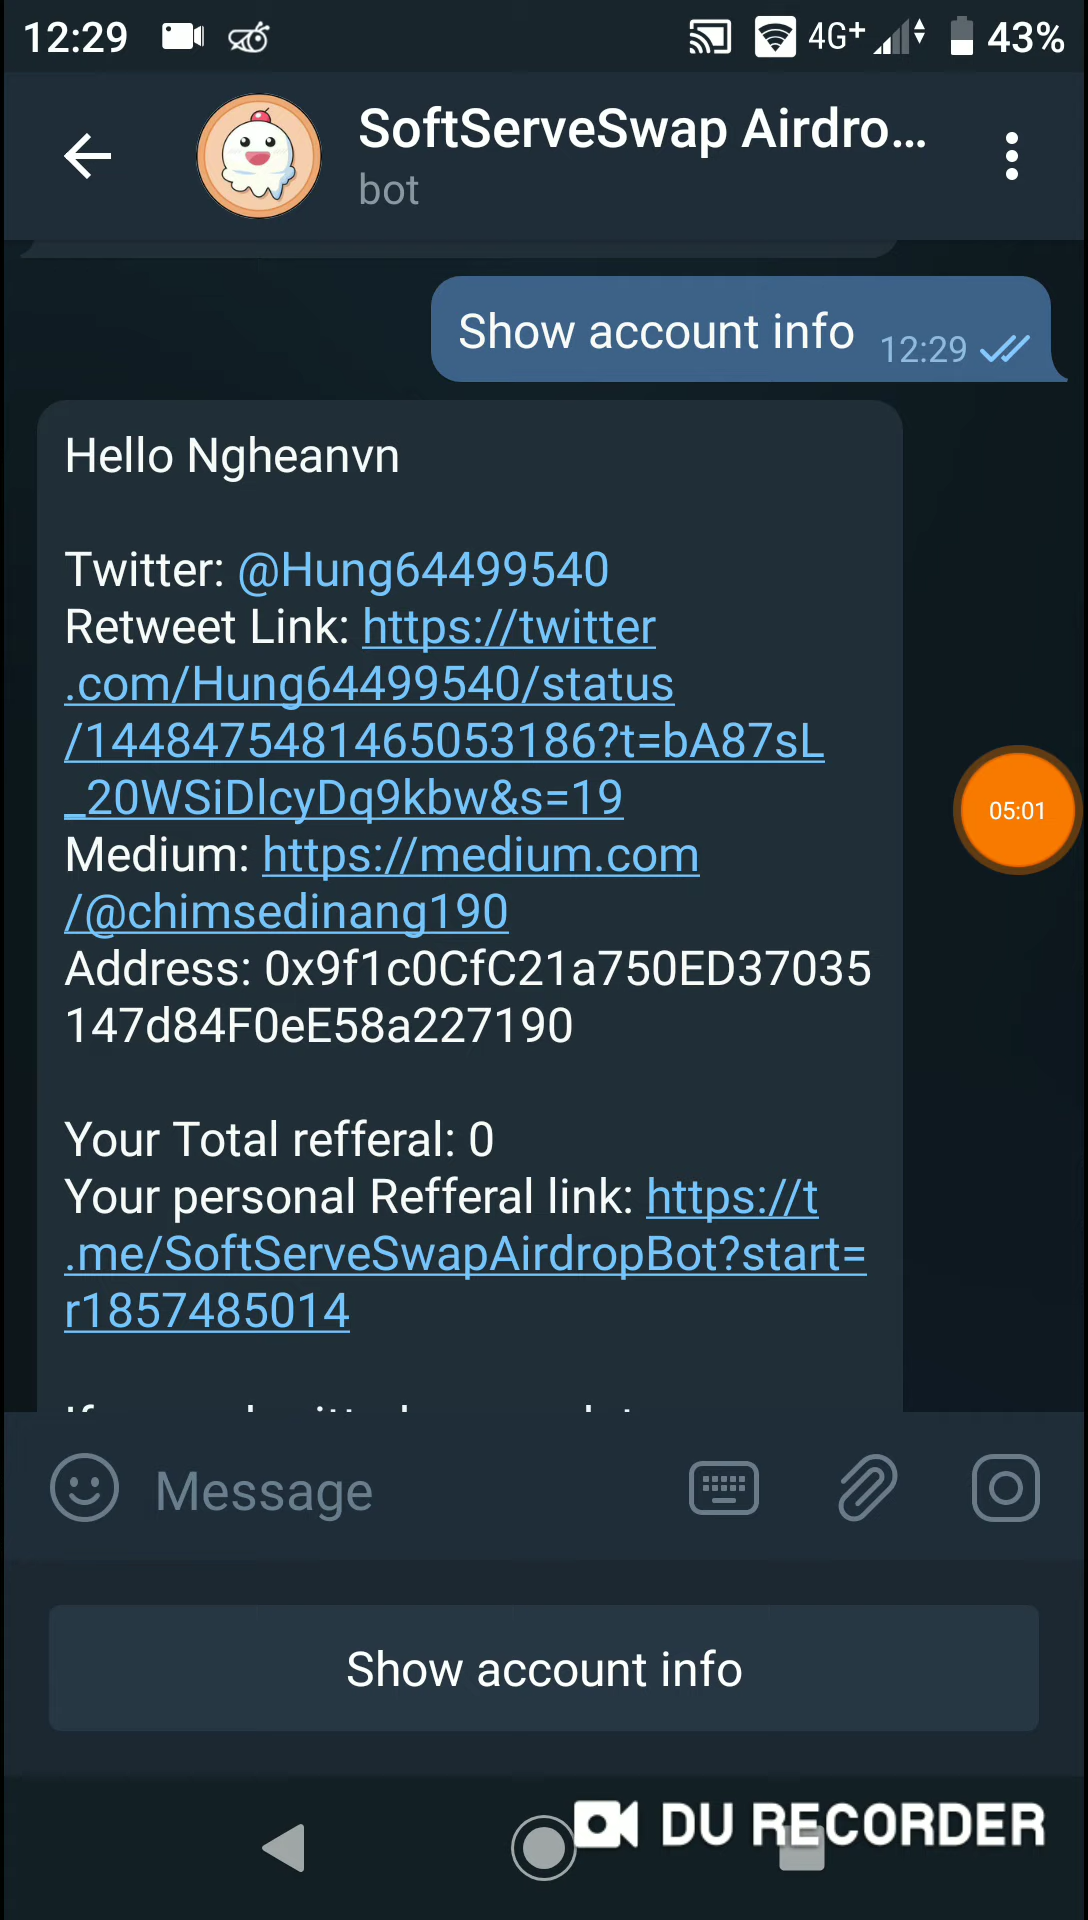 12:29 4G+ 43%
SoftServeSwap Airdro...
bot
Show account info 12:29
Hello Ngheanvn
Twitter: @Hung64499540
Retweet Link: https://twitter
.com/Hung64499540/status
/1448475481465053186?t=bA87sL
_20WSiDlcyDq9kbw&s=19
Medium: https://medium.com
/@chimsedinang190
Address: 0x9f1c0CfC21a750ED37035
147d84F0eE58a227190
05:01
Your Total refferal: 0
Your personal Refferal link: https://t
.me/SoftServeSwapAirdropBot?start=
r1857485014
Message
Show account info
DU RECORDER